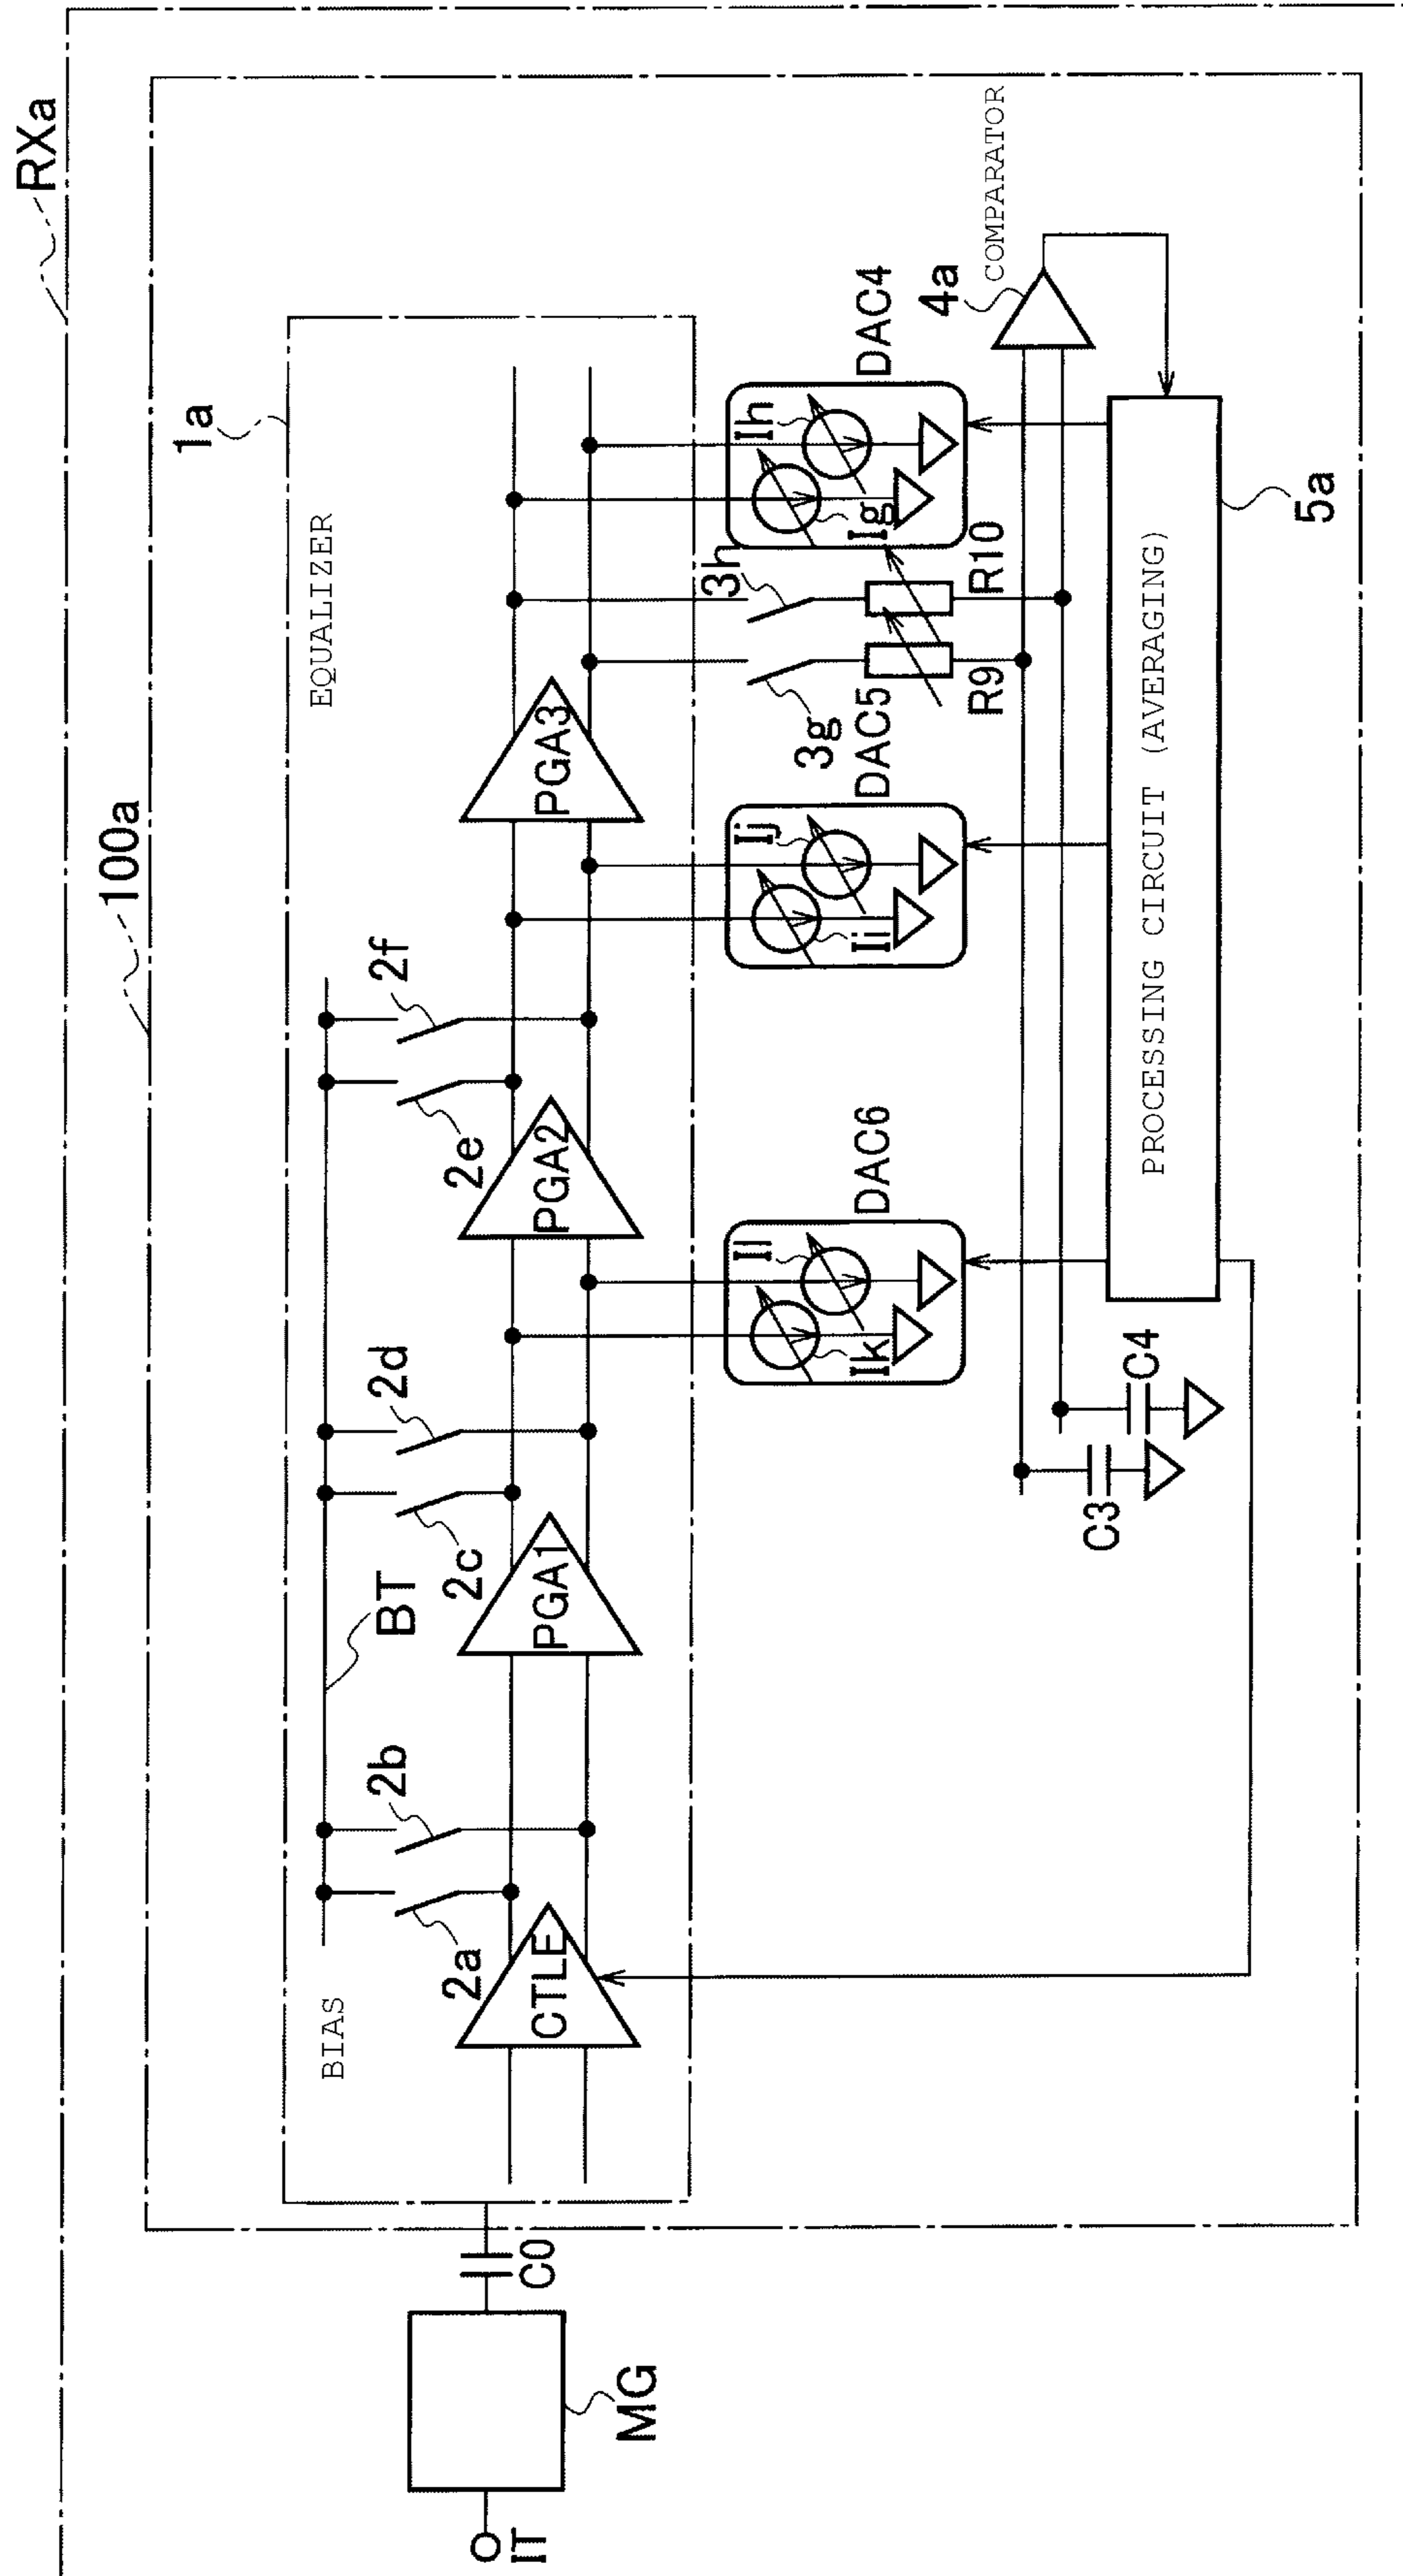 RXa
100a
1a
EQUALIZER
BIAS
BT
2a
2b
2c
2d
2e
2f
IT
MG
C0
CTLE
PGA1
PGA2
PGA3
DAC6
Ik
Il
DAC5
Ii
Ij
DAC4
Ig
Ih
3g
3h
R9
R10
4a
COMPARATOR
C3
C4
PROCESSING CIRCUIT (AVERAGING)
5a